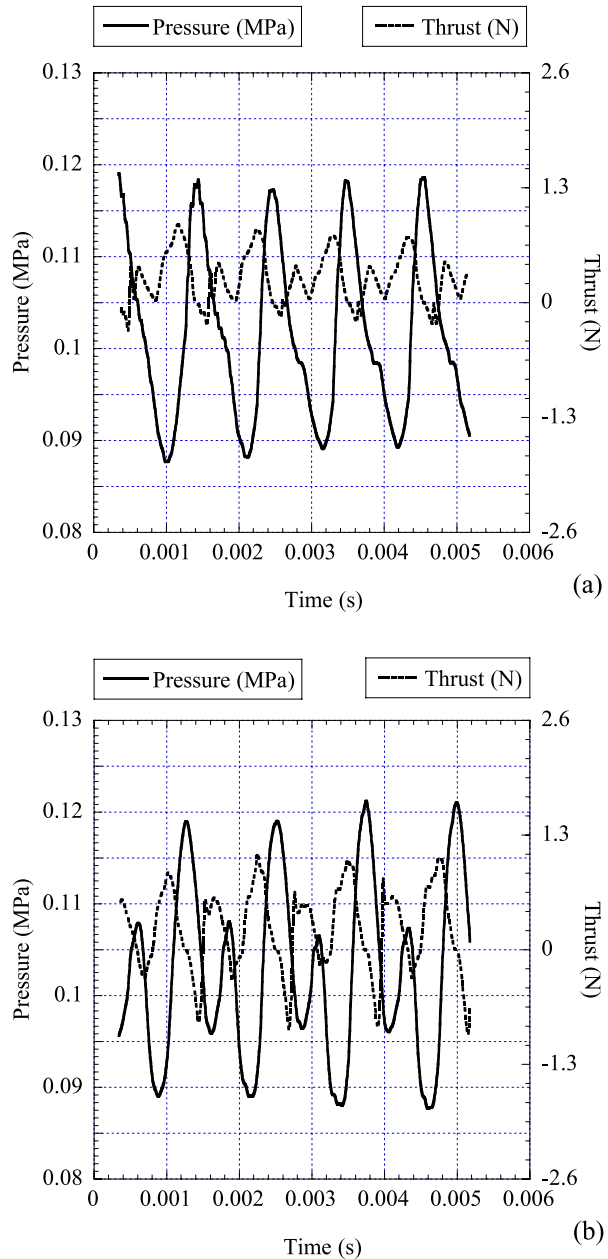 Pressure (MPa) Thrust (N)
0.13 2.6
0.12 1.3
0.11 0
0.1 -1.3
0.09
0.08 -2.6
Pressure (MPa)
Thrust (N)
0 0.001 0.002 0.003 0.004 0.005 0.006
Time (s)
(a)
Pressure (MPa) Thrust (N)
0.13 2.6
0.12 1.3
0.11 0
0.1 -1.3
0.09
0.08 -2.6
Pressure (MPa)
Thrust (N)
0 0.001 0.002 0.003 0.004 0.005 0.006
Time (s)
(b)